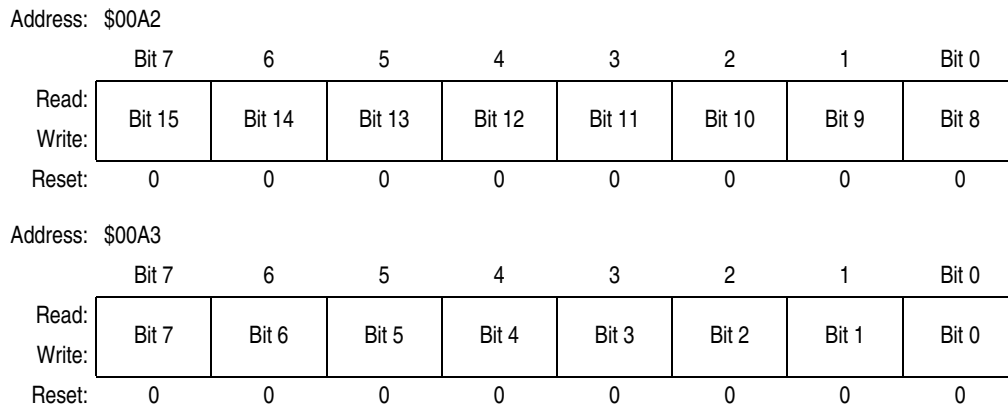 Address: $00A2
Bit 7 6 5 4 3 2 1 Bit 0
Read:
Bit 15 Bit 14 Bit 13 Bit 12 Bit 11 Bit 10 Bit 9 Bit 8
Write:
Reset: 0 0 0 0 0 0 0 0
Address: $00A3
Bit 7 6 5 4 3 2 1 Bit 0
Read:
Bit 7 Bit 6 Bit 5 Bit 4 Bit 3 Bit 2 Bit 1 Bit 0
Write:
Reset: 0 0 0 0 0 0 0 0